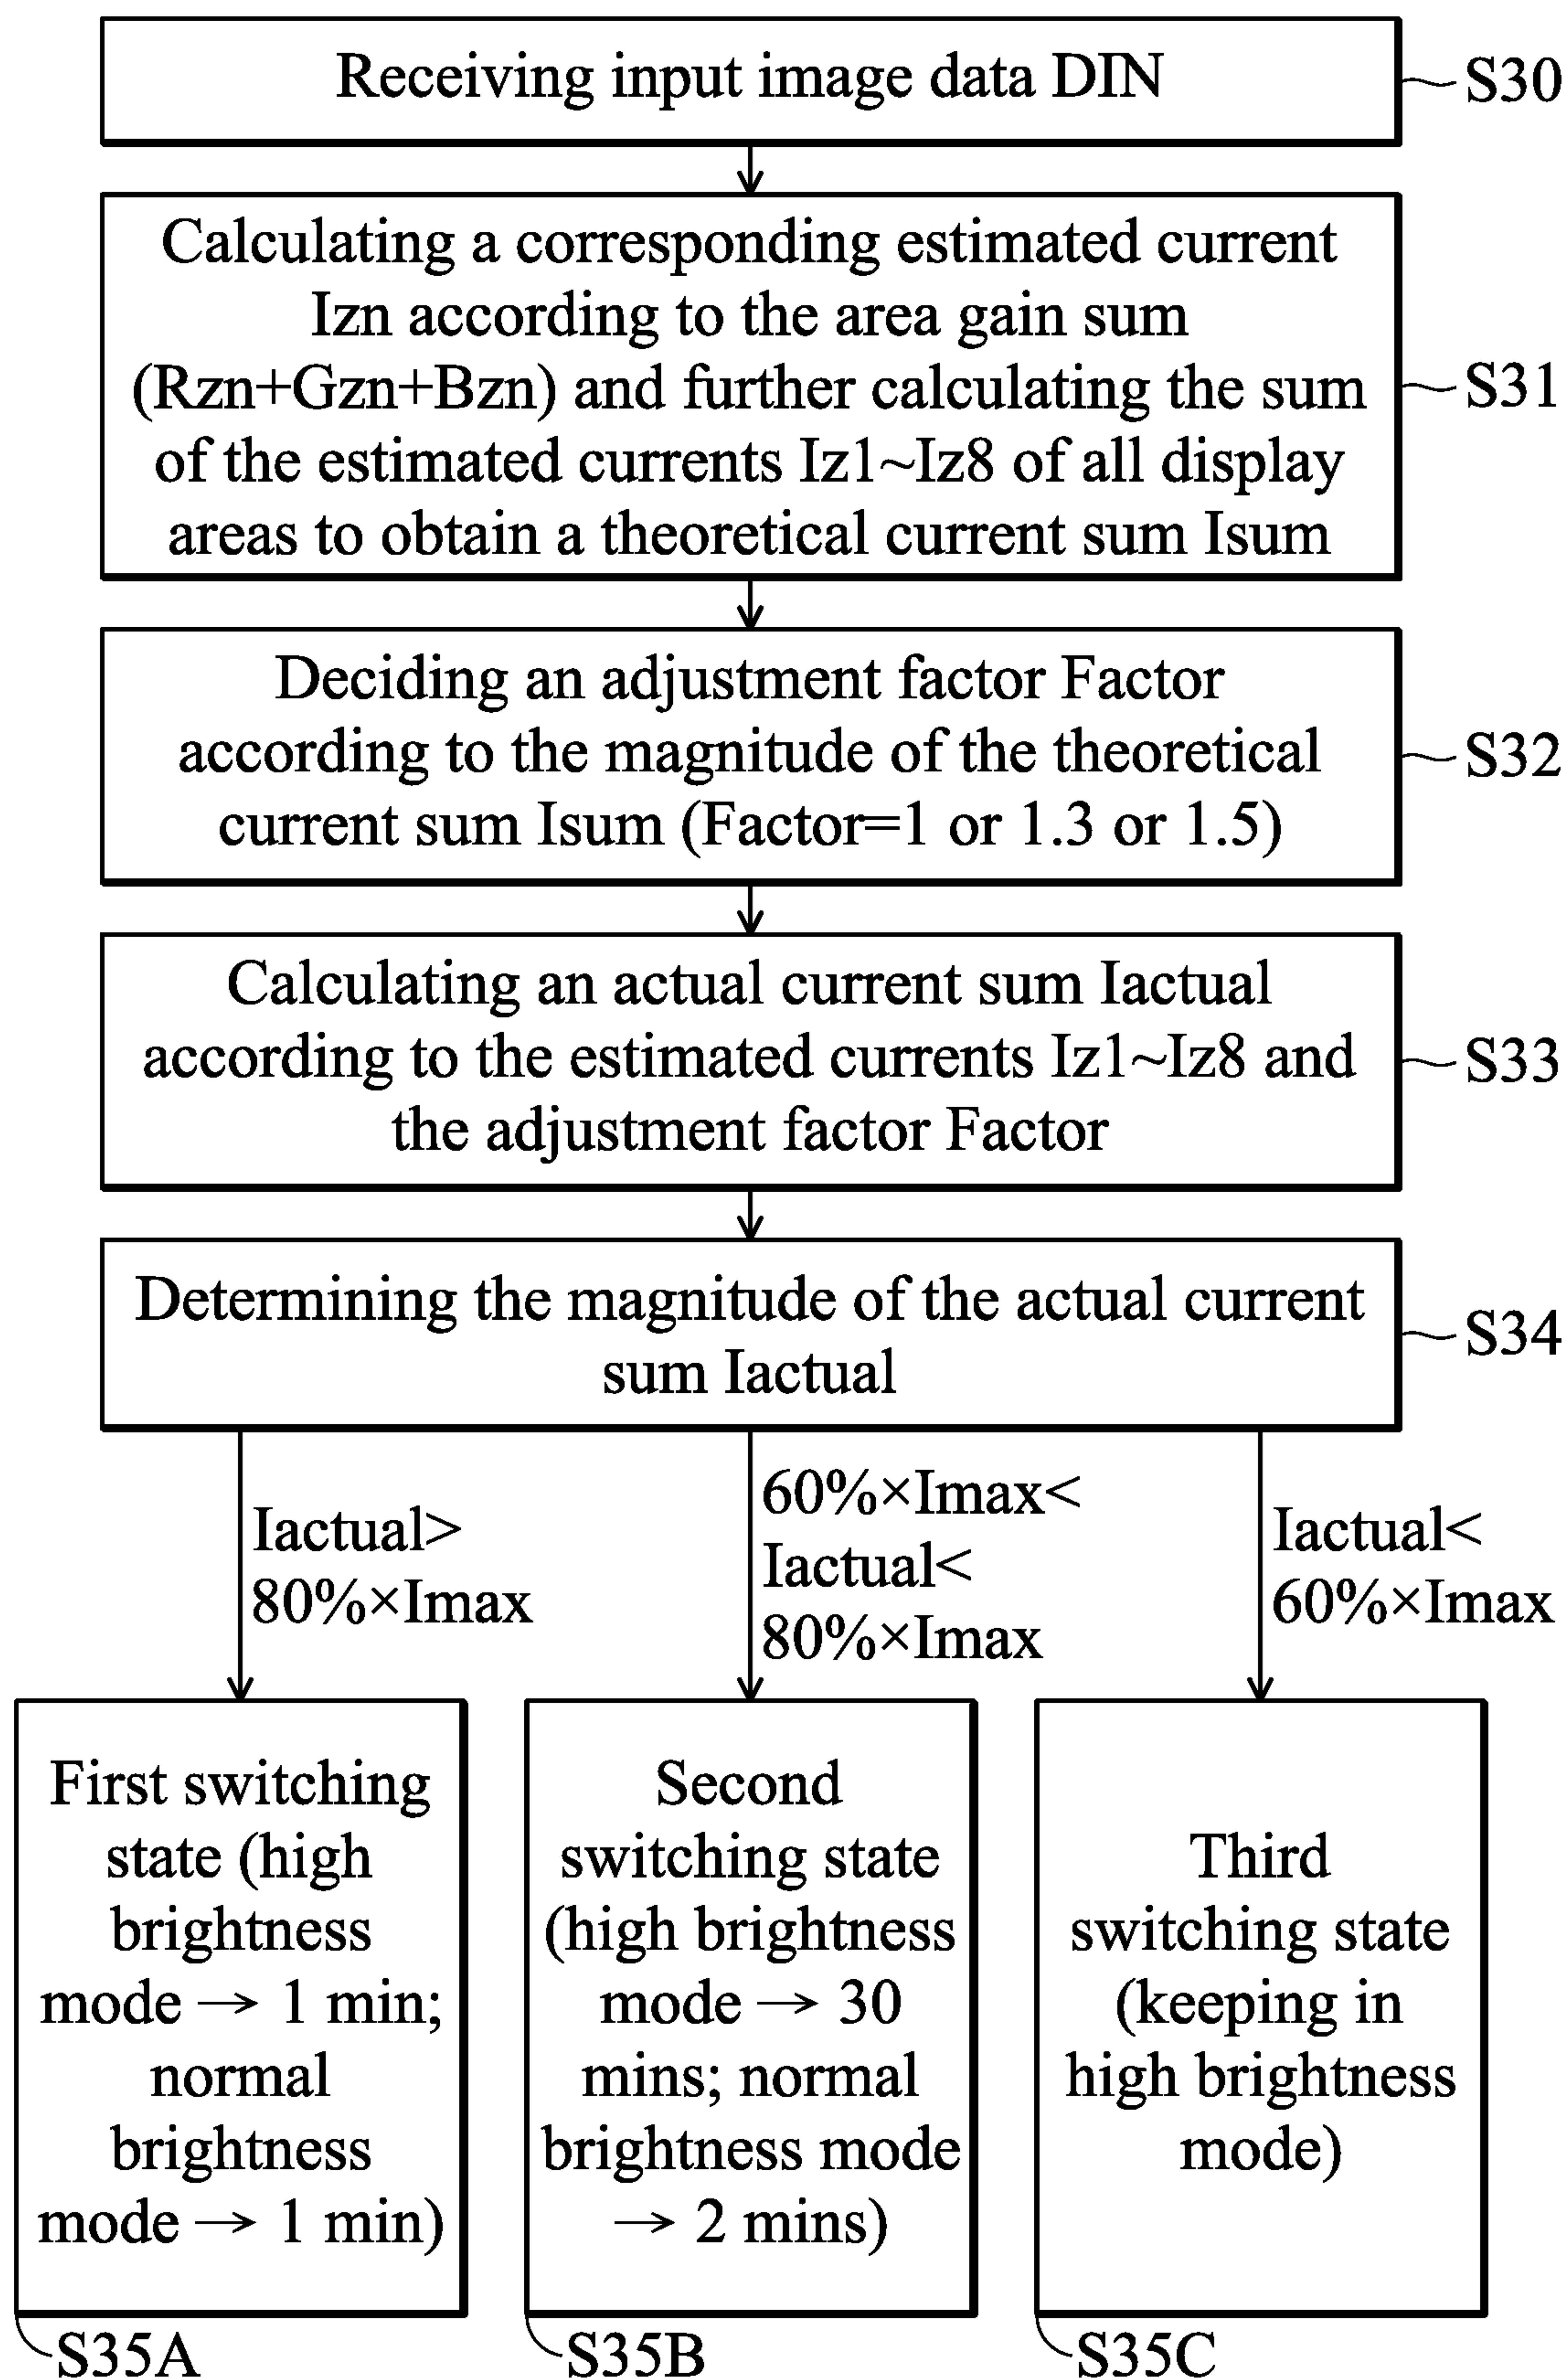 Receiving input image data DIN
S30
Calculating a corresponding estimated current
Izn according to the area gain sum
(Rzn+Gzn+Bzn) and further calculating the sum
of the estimated currents Iz1~Iz8 of all display
areas to obtain a theoretical current sum Isum
S31
Deciding an adjustment factor Factor
according to the magnitude of the theoretical
current sum Isum (Factor=1 or 1.3 or 1.5)
S32
Calculating an actual current sum Iactual
according to the estimated currents Iz1~Iz8 and
the adjustment factor Factor
S33
Determining the magnitude of the actual current
sum Iactual
S34
Iactual>
80%×Imax
60%×Imax<
Iactual<
80%×Imax
Iactual<
60%×Imax
First switching
state (high
brightness
mode → 1 min;
normal
brightness
mode → 1 min)
S35A
Second
switching state
(high brightness
mode → 30
mins; normal
brightness mode
→ 2 mins)
S35B
Third
switching state
(keeping in
high brightness
mode)
S35C